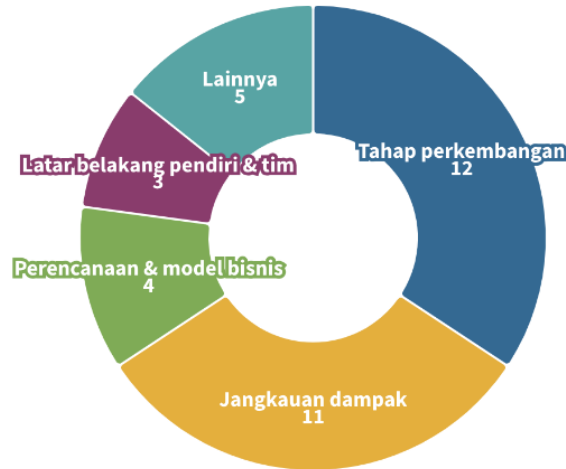 Lainnya
5
Tahap perkembangan
12
Latar belakang pendiri & tim
3
Perencanaan & model bisnis
4
Jangkauan dampak
11